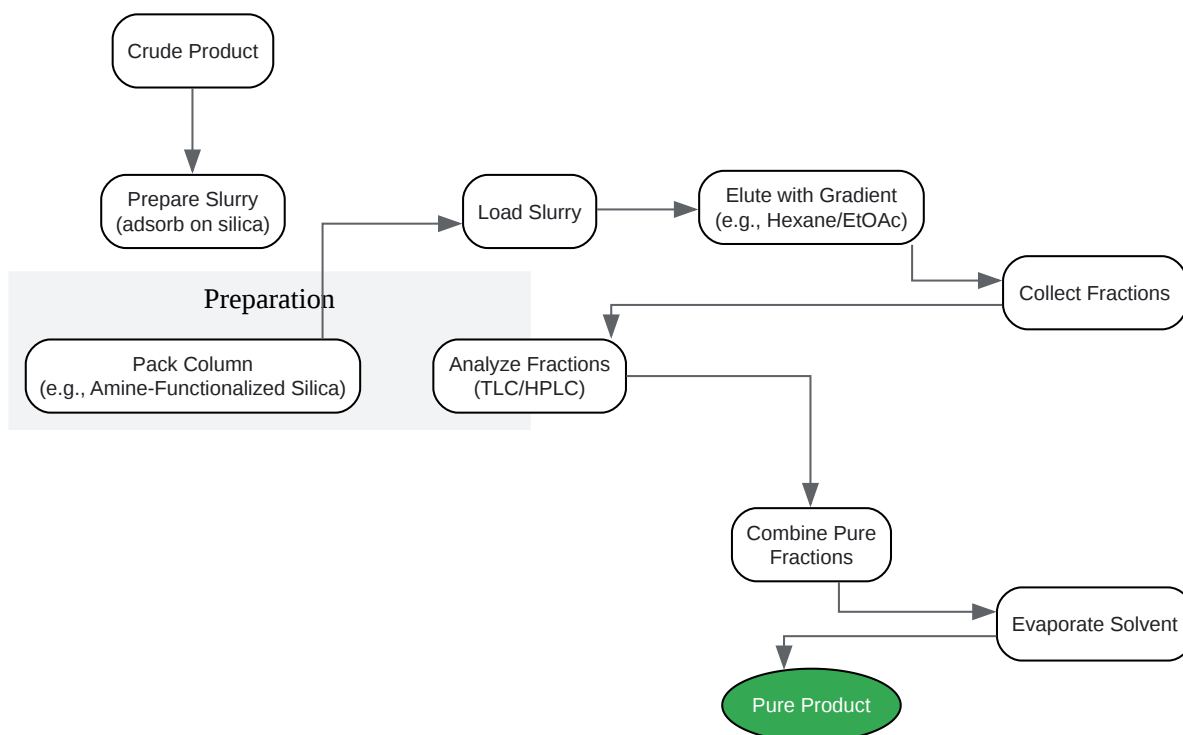 Crude Product
Prepare Slurry
(adsorb on silica)
Load Slurry
Elute with Gradient
(e.g., Hexane/EtOAc)
Collect Fractions
Preparation
Pack Column
(e.g., Amine-Functionalized Silica)
Analyze Fractions
(TLC/HPLC)
Combine Pure
Fractions
Evaporate Solvent
Pure Product